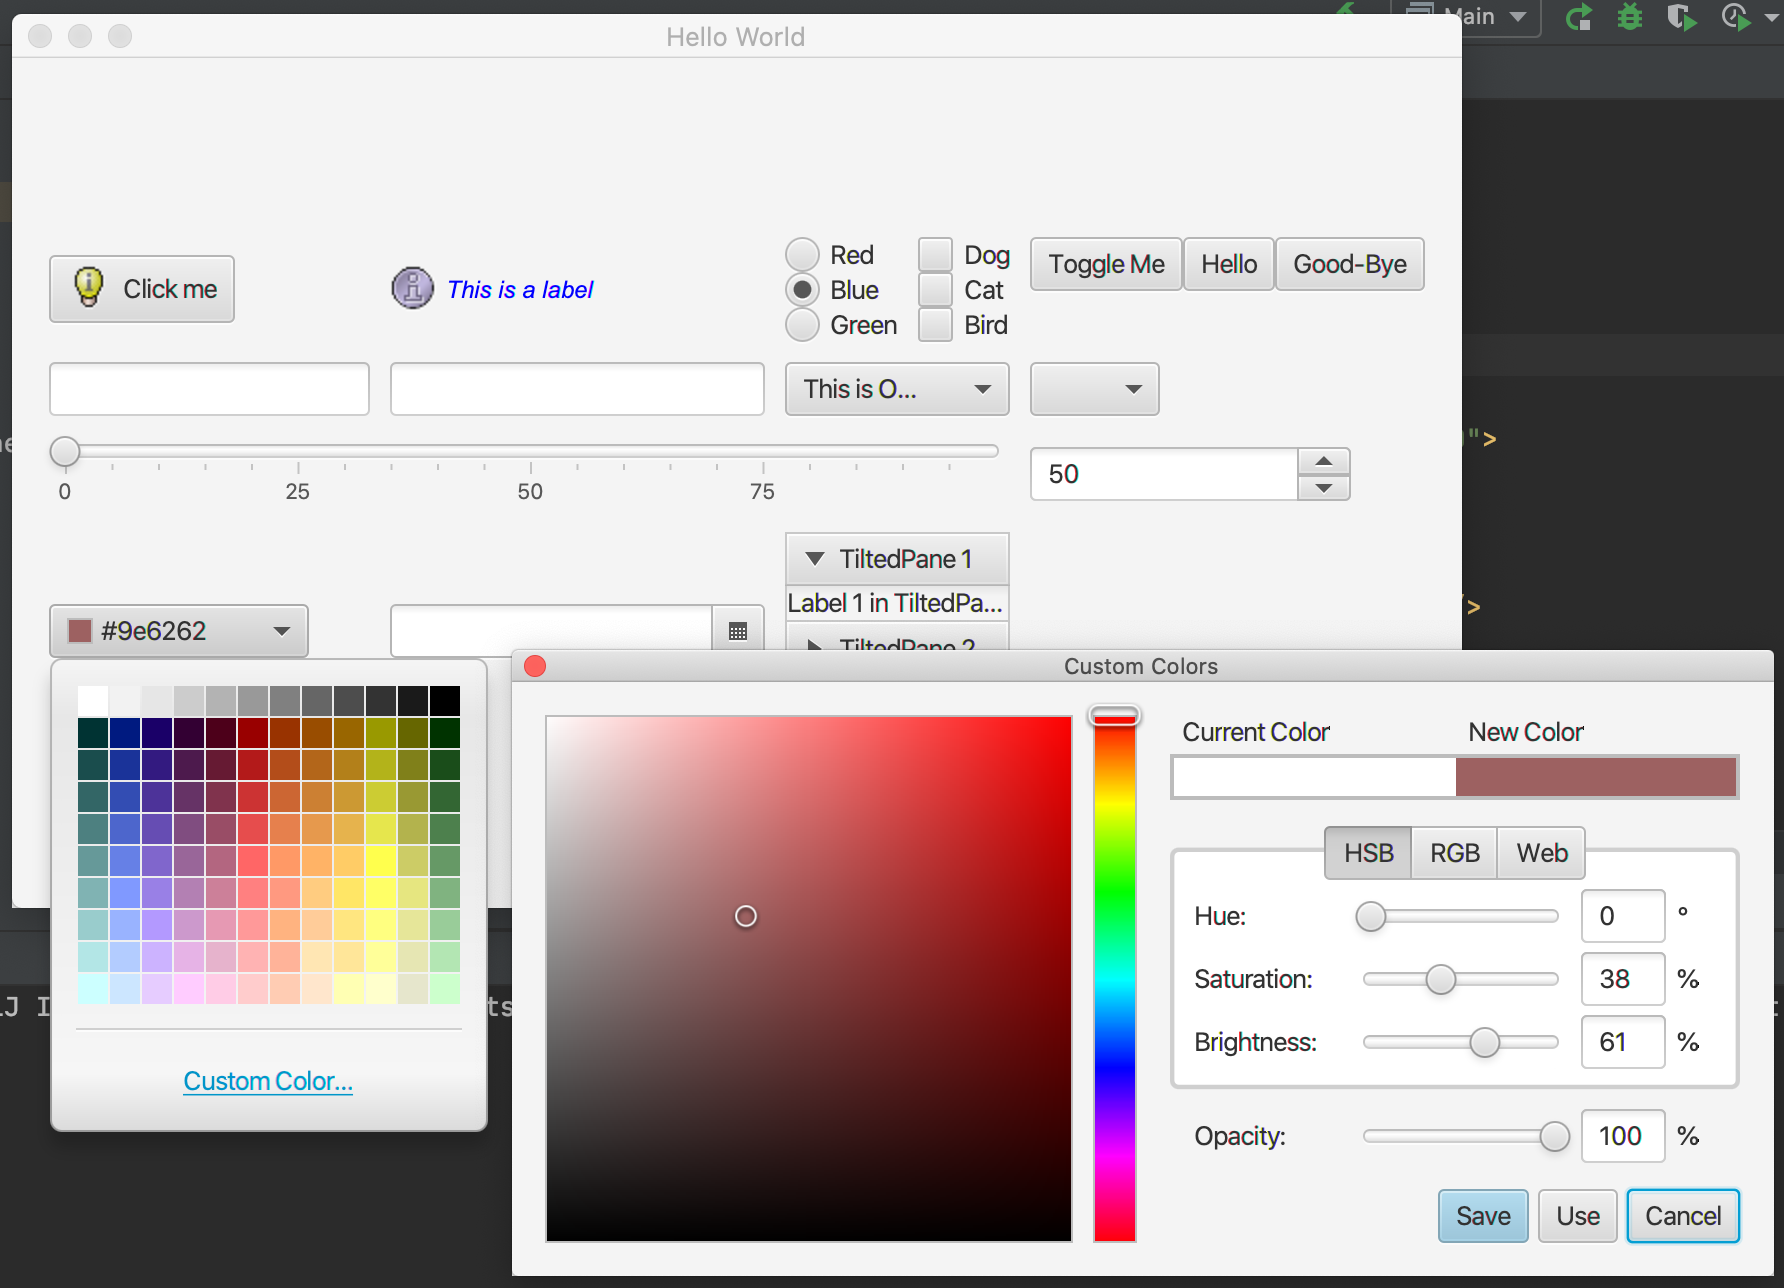 Main
Hello World
Click me
This is a label
Red
Blue
Green
Dog
Cat
Bird
Toggle Me
Hello
Good-Bye
This is O...
0
25
50
75
50
">
/>
TiltedPane 1
Label 1 in TiltedPa...
TiltedPane 2
#9e6262
Custom Color...
Custom Colors
Current Color
New Color
HSB
RGB
Web
Hue:
0
°
Saturation:
38
%
Brightness:
61
%
Opacity:
100
%
Save
Use
Cancel